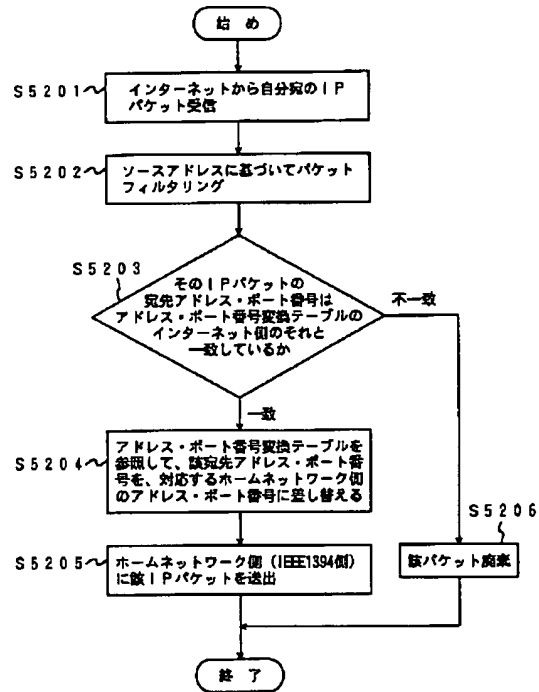 始め
S5201
インターネットから自分宛のIP
パケット受信
S5202
ソースアドレスに基づいてパケット
フィルタリング
S5203
そのIPパケットの
宛先アドレス・ポート番号は
アドレス・ポート番号変換テーブルの
インターネット側のそれと
一致しているか
不一致
一致
S5204
アドレス・ポート番号変換テーブルを
参照して、該宛先アドレス・ポート番
号を、対応するホームネットワーク側
のアドレス・ポート番号に差し替える
S5206
該パケット廃棄
S5205
ホームネットワーク側(IEEE1394側)
に該IPパケットを送出
終了